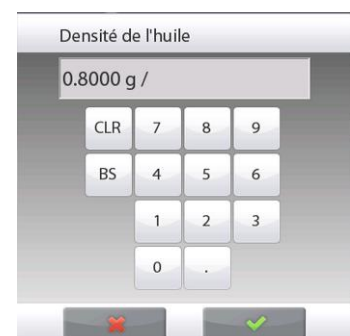 Densité de l'huile
0.8000 g /
CLR 7 8 9
BS 4 5 6
1 2 3
0 .